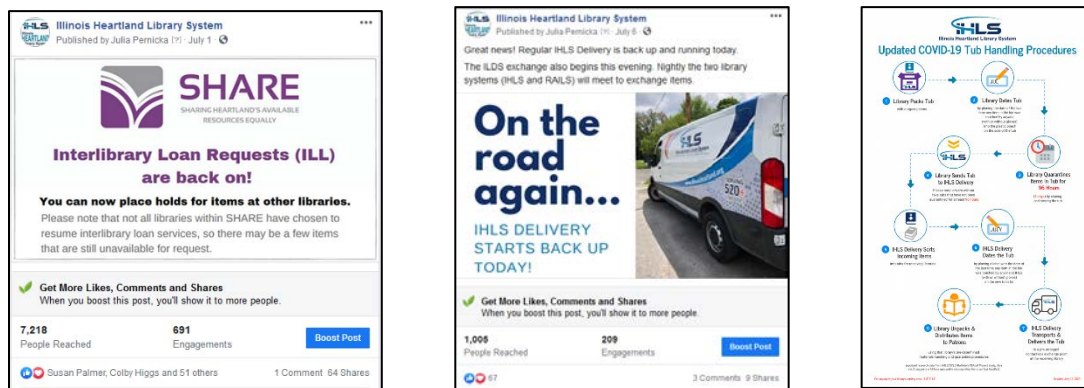 Illinois Heartland Library System
Published by Julia Pernicka [?] · July 1 ·
SHARE
SHARING HEARTLAND'S AVAILABLE
RESOURCES EQUALLY
Interlibrary Loan Requests (ILL)
are back on!
You can now place holds for items at other libraries.
Please note that not all libraries within SHARE have chosen to
resume interlibrary loan services, so there may be a few items
that are still unavailable for request.
Get More Likes, Comments and Shares
When you boost this post, you'll show it to more people.
7,218
People Reached
691
Engagements
Boost Post
Susan Palmer, Colby Higgs and 51 others
1 Comment 64 Shares
Illinois Heartland Library System
Published by Julia Pernicka [?] · July 6 ·
Great news! Regular IHLS Delivery is back up and running today.
The ILDS exchange also begins this evening. Nightly the two library
systems (IHLS and RAILS) will meet to exchange items.
On the
road
again...
IHLS DELIVERY
STARTS BACK UP
TODAY!
IHLS
520
Get More Likes, Comments and Shares
When you boost this post, you'll show it to more people.
1,005
People Reached
209
Engagements
Boost Post
67
3 Comments 9 Shares
IHLS
Illinois Heartland Library System
Updated COVID-19 Tub Handling Procedures
1 Library Packs Tub
2 Library Dates Tub
3 Library Quarantines
Items in Tub for
96 Hours
IHLS
4 Library Sends Tub
to IHLS Delivery
5 IHLS Delivery Sorts
Incoming Items
6 IHLS Delivery
Dates the Tub
7 IHLS Delivery
Transports &
Delivers the Tub
8 Library Unpacks &
Distributes Items
to Patrons